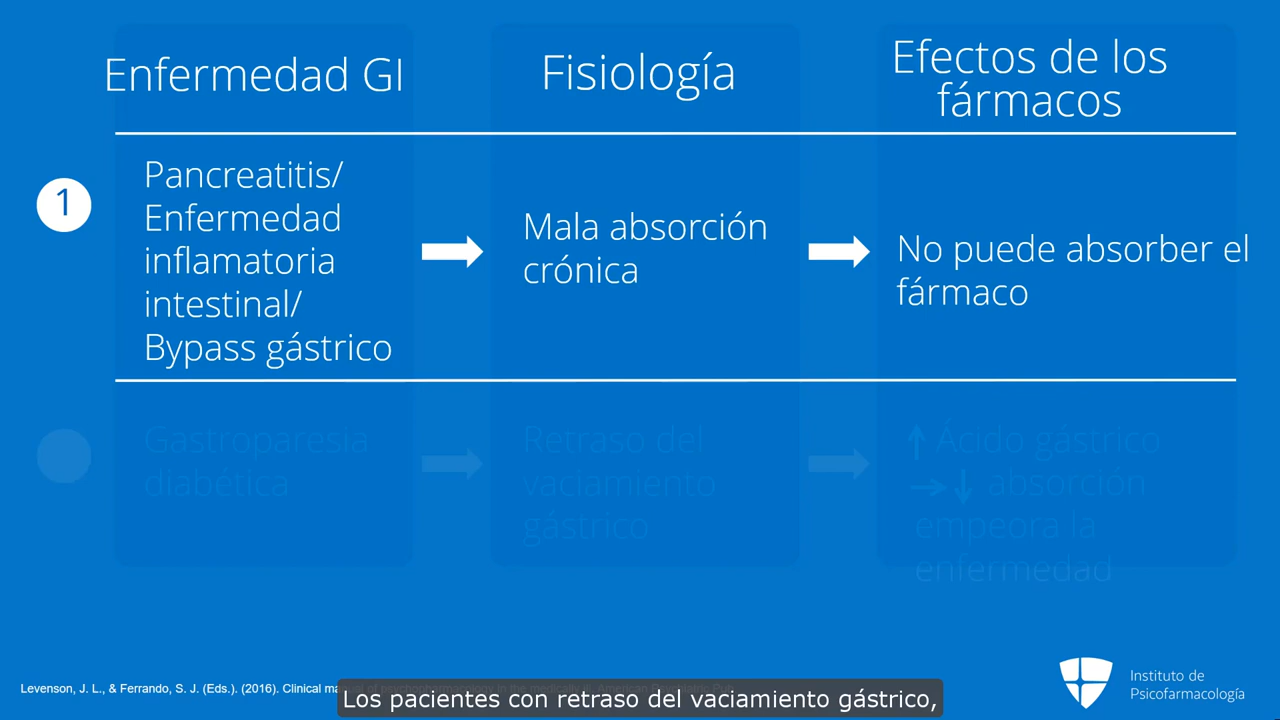 Enfermedad GI
Fisiología
Efectos de los
fármacos
1
Pancreatitis/
Enfermedad
inflamatoria
intestinal/
Bypass gástrico
Mala absorción
crónica
No puede absorber el
fármaco
Gastroparesia
diabética
Retraso del
vaciamiento
gástrico
↑ Ácido gástrico
→↓ absorción
empeora la
enfermedad
Levenson, J. L., & Ferrando, S. J. (Eds.). (2016). Clinical
Los pacientes con retraso del vaciamiento gástrico,
Instituto de
Psicofarmacología